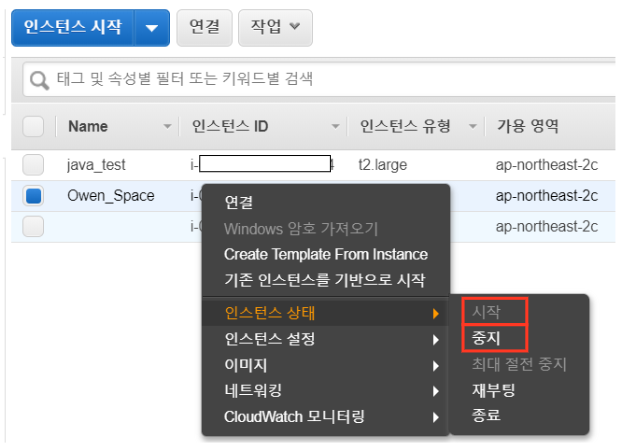 인스턴스 시작 연결 작업
태그 및 속성별 필터 또는 키워드별 검색
Name 인스턴스 ID 인스턴스 유형 가용 영역
java_test i- t2.large ap-northeast-2c
Owen_Space i-0 ap-northeast-2c
i-0 ap-northeast-2c
연결
Windows 암호 가져오기
Create Template From Instance
기존 인스턴스를 기반으로 시작
인스턴스 상태
인스턴스 설정
이미지
네트워킹
CloudWatch 모니터링
시작
중지
최대 절전 중지
재부팅
종료